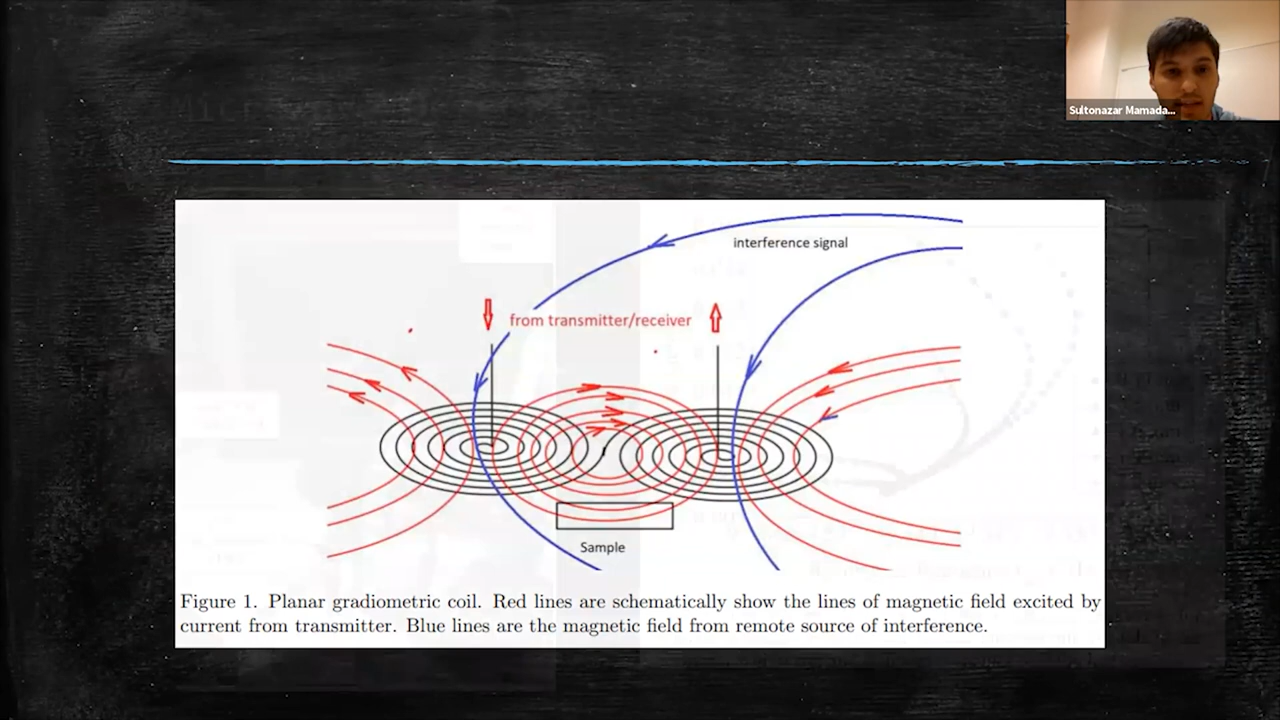 Sultonazar Mamada...
interference signal
from transmitter/receiver
Sample
Figure 1. Planar gradiometric coil. Red lines are schematically show the lines of magnetic field excited by
current from transmitter. Blue lines are the magnetic field from remote source of interference.